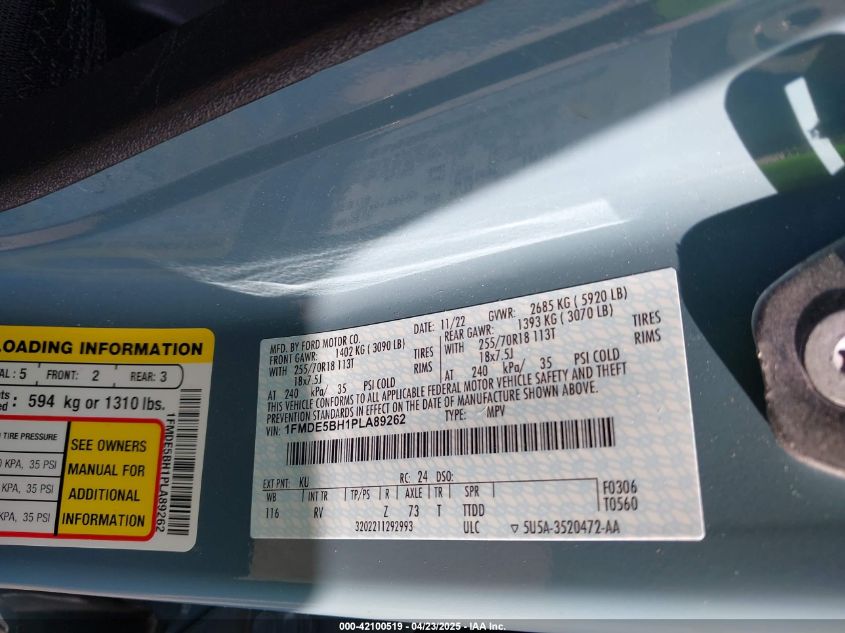 LOADING INFORMATION
AL: 5 FRONT: 2 REAR: 3
594 kg or 1310 lbs.
TIRE PRESSURE
KPA, 35 PSI
KPA, 35 PSI
KPA, 35 PSI
SEE OWNERS
MANUAL FOR
ADDITIONAL
INFORMATION
1FMDE5BH1PLA89262
MFD. BY FORD MOTOR CO. DATE: 11/22 GVWR: 2685 KG ( 5920 LB)
FRONT GAWR: 1402 KG ( 3090 LB) REAR GAWR: 1393 KG ( 3070 LB)
WITH 255/70R18 113T TIRES WITH 255/70R18 113T TIRES
18x7.5J RIMS 18x7.5J RIMS
AT 240 kPa/ 35 PSI COLD AT 240 kPa/ 35 PSI COLD
THIS VEHICLE CONFORMS TO ALL APPLICABLE FEDERAL MOTOR VEHICLE SAFETY AND THEFT
PREVENTION STANDARDS IN EFFECT ON THE DATE OF MANUFACTURE SHOWN ABOVE.
VIN: 1FMDE5BH1PLA89262 TYPE: MPV
EXT PNT: KU RC: 24 DSO:
WB INT TR TP/PS R AXLE TR SPR F0306
116 RV Z 73 T TTDD T0560
3202211292993 ULC ▽ 5U5A-3520472-AA
000-42100519 - 04/23/2025 - IAA Inc.